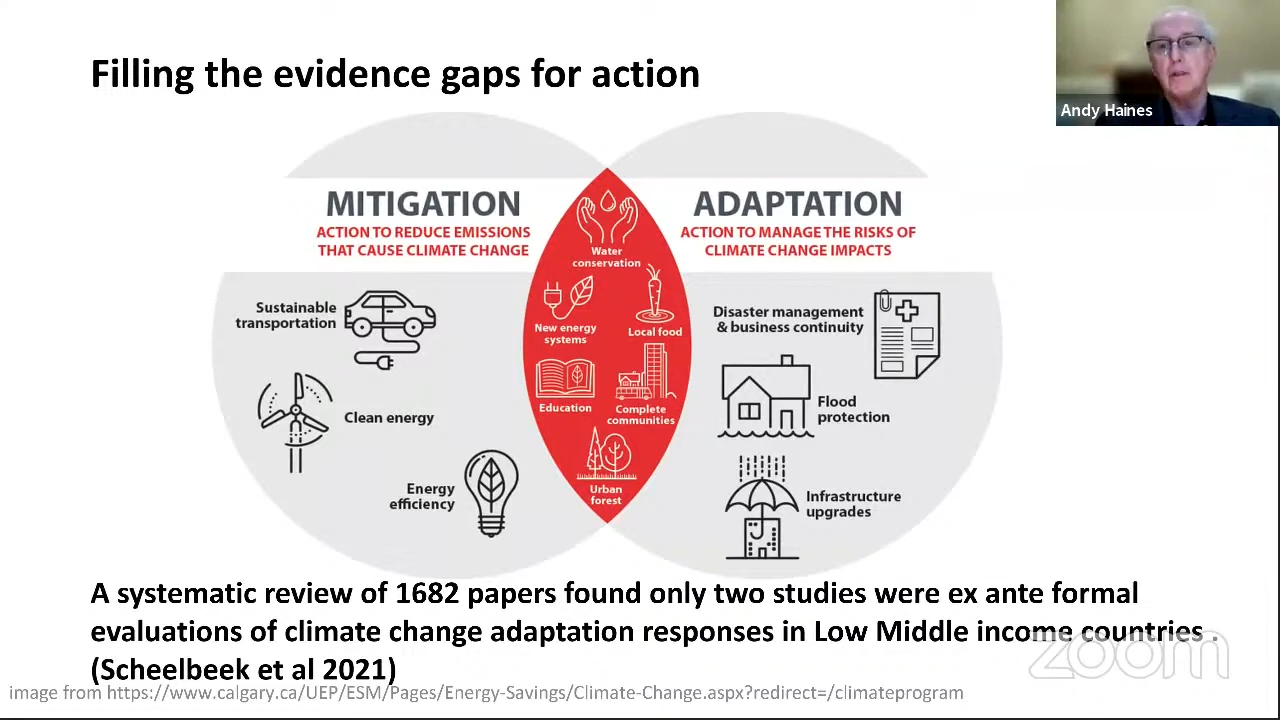 Filling the evidence gaps for action
Andy Haines
MITIGATION
ACTION TO REDUCE EMISSIONS
THAT CAUSE CLIMATE CHANGE
Sustainable
transportation
Clean energy
Energy
efficiency
Water
conservation
New energy
systems
Local food
Education
Complete
communities
Urban
forest
ADAPTATION
ACTION TO MANAGE THE RISKS OF
CLIMATE CHANGE IMPACTS
Disaster management
& business continuity
Flood
protection
Infrastructure
upgrades
A systematic review of 1682 papers found only two studies were ex ante formal
evaluations of climate change adaptation responses in Low Middle income countries .
(Scheelbeek et al 2021)
zoom
image from https://www.calgary.ca/UEP/ESM/Pages/Energy-Savings/Climate-Change.aspx?redirect=/climateprogram